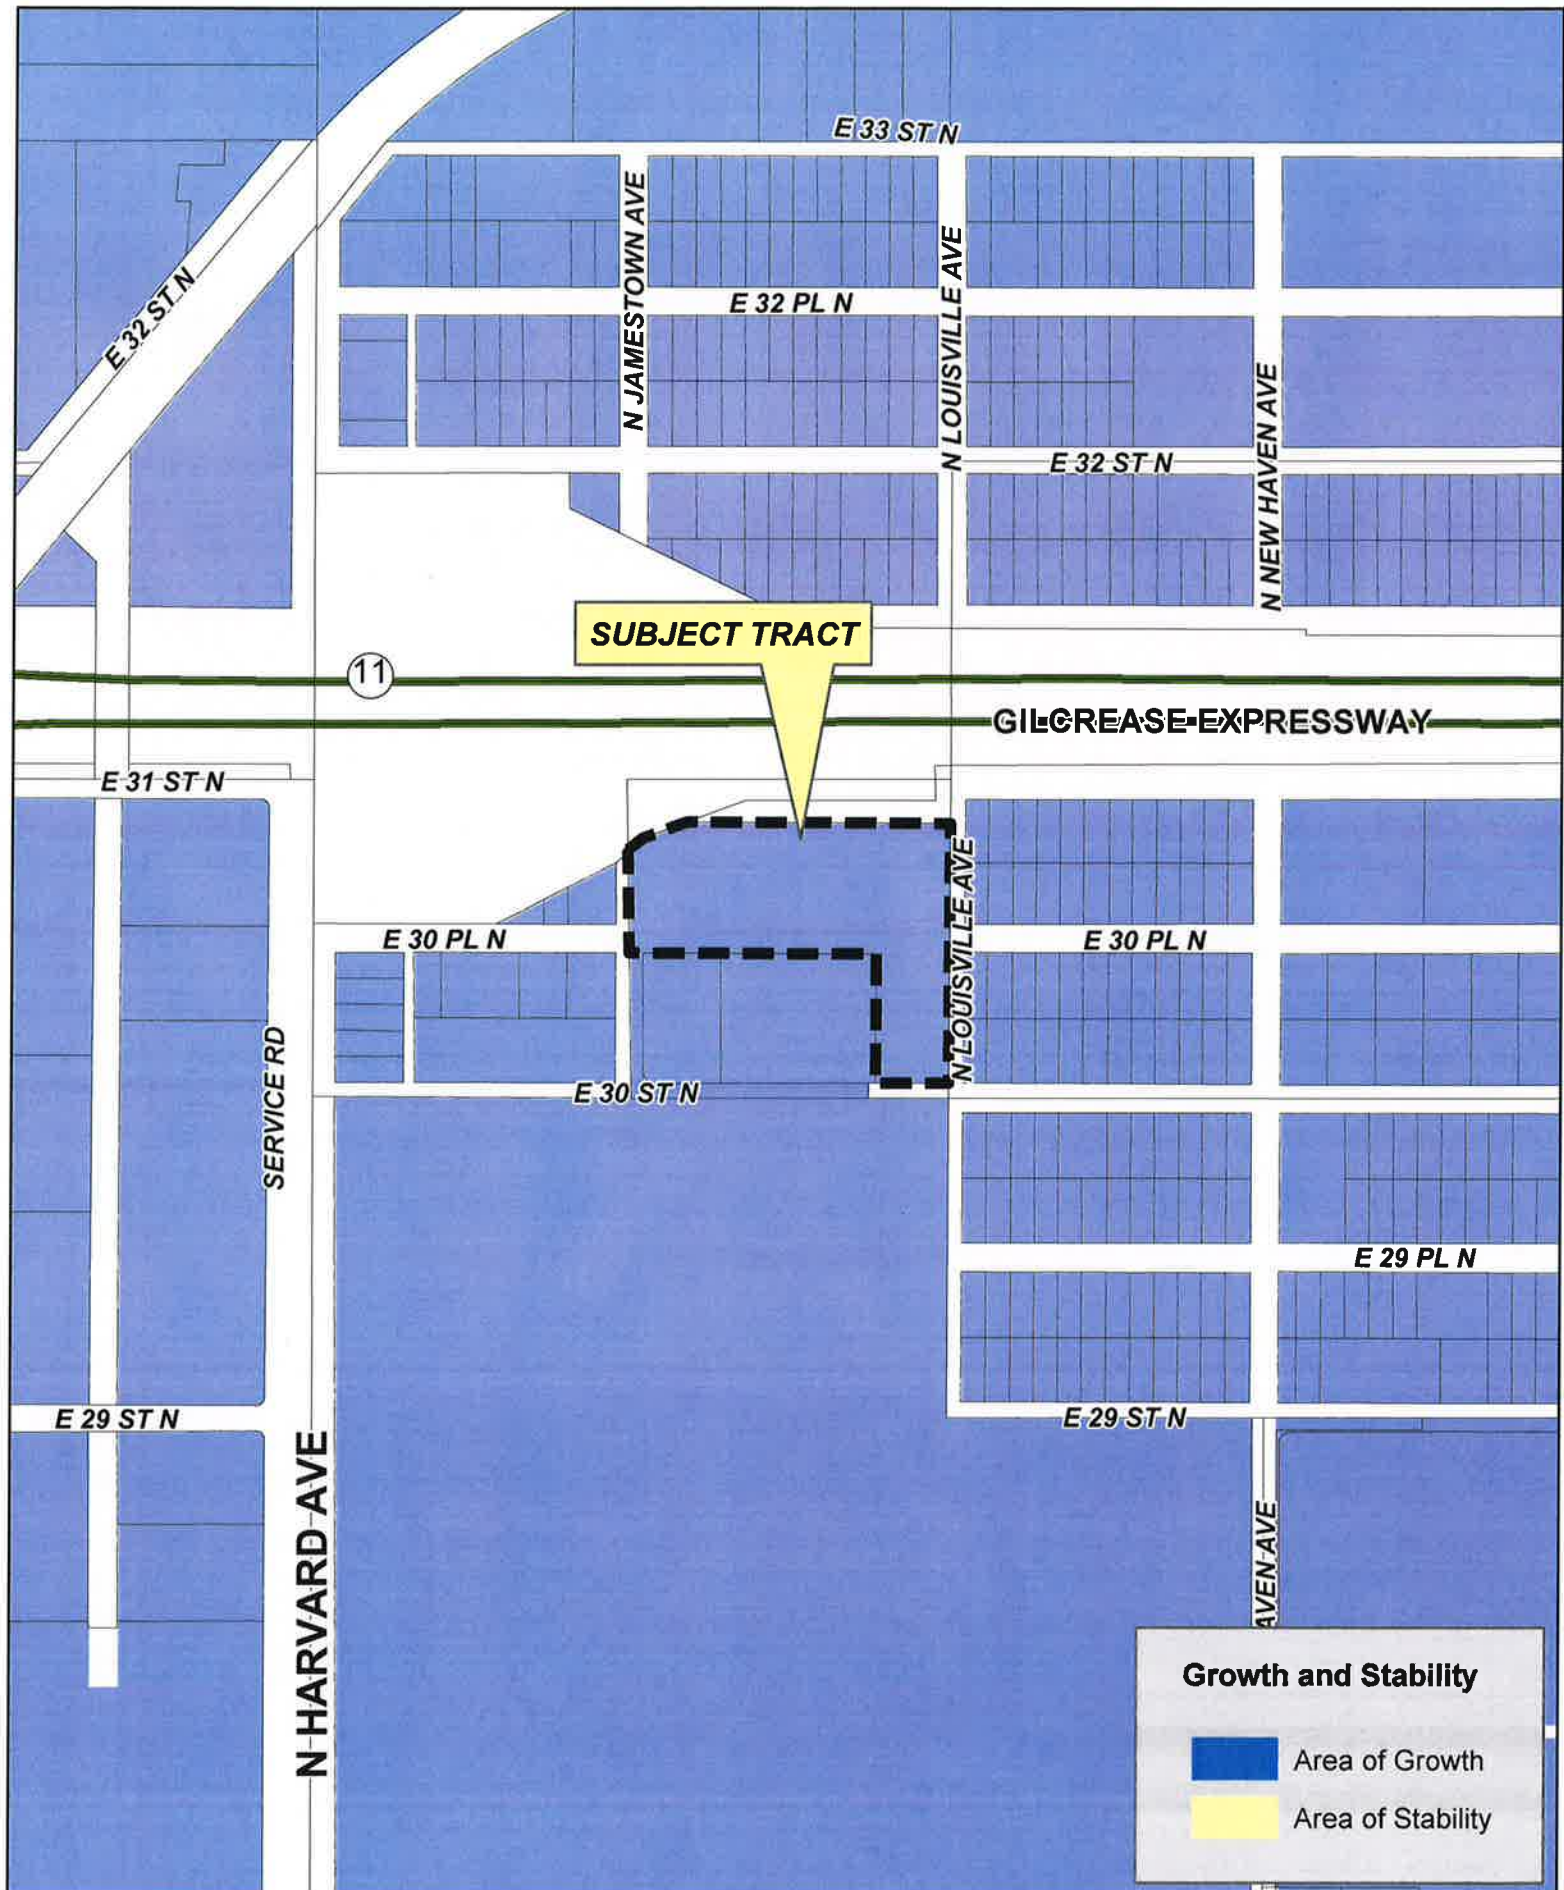 E 33 ST N
N JAMESTOWN AVE
N LOUISVILLE AVE
E 32 ST N
E 32 PL N
N NEW HAVEN AVE
E 32 ST N
SUBJECT TRACT
11
GILCREASE EXPRESSWAY
E 31 ST N
N LOUISVILLE AVE
E 30 PL N
E 30 PL N
SERVICE RD
E 30 ST N
E 29 PL N
E 29 ST N
E 29 ST N
N HARVARD AVE
AVEN AVE
Growth and Stability
Area of Growth
Area of Stability